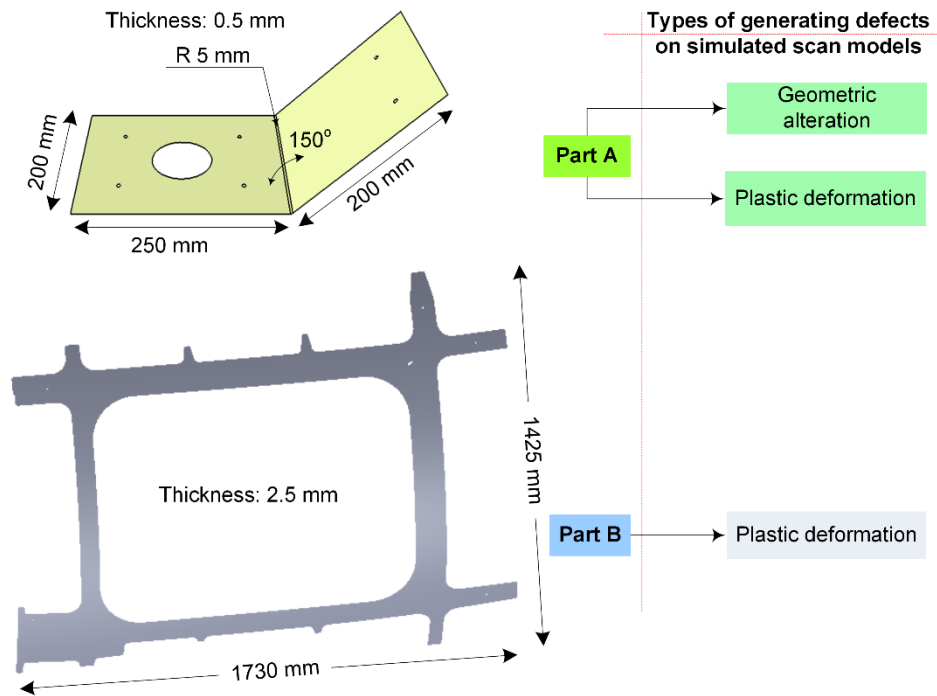 Thickness: 0.5 mm
R 5 mm
200 mm
150º
200 mm
250 mm
Types of generating defects
on simulated scan models
Part A
Geometric
alteration
Plastic deformation
1425 mm
Thickness: 2.5 mm
1730 mm
Part B
Plastic deformation